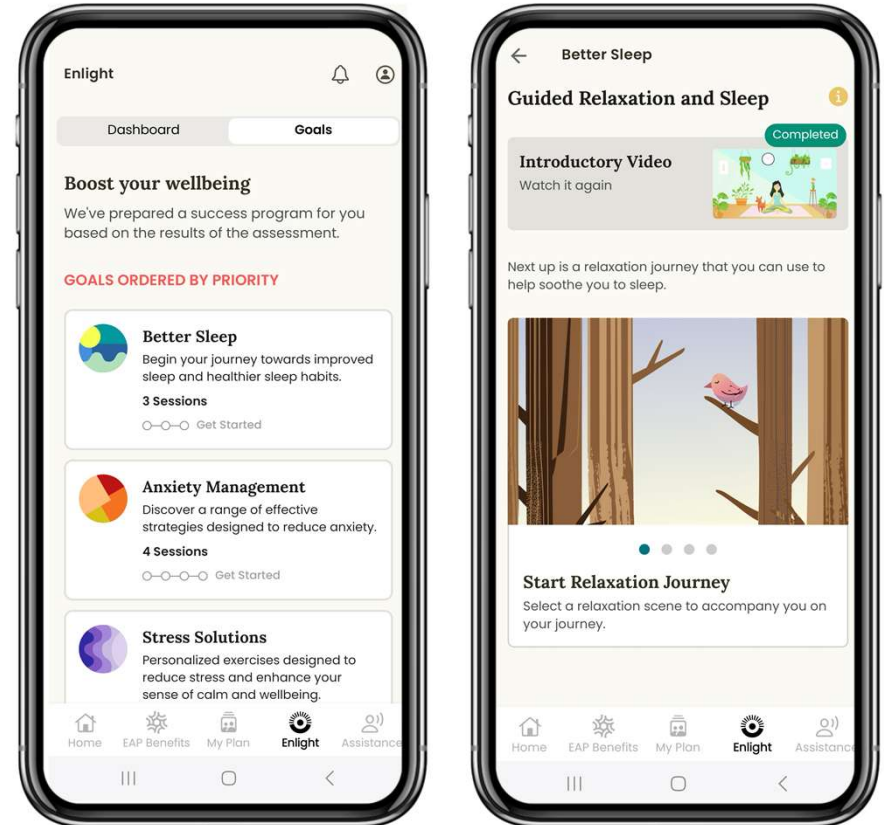 Enlight
Dashboard
Goals
Boost your wellbeing
We've prepared a success program for you
based on the results of the assessment.
GOALS ORDERED BY PRIORITY
Better Sleep
Begin your journey towards improved
sleep and healthier sleep habits.
3 Sessions
Get Started
Anxiety Management
Discover a range of effective
strategies designed to reduce anxiety.
4 Sessions
Get Started
Stress Solutions
Personalized exercises designed to
reduce stress and enhance your
sense of calm and wellbeing.
Home
EAP Benefits
My Plan
Enlight
Assistance
Better Sleep
Guided Relaxation and Sleep
i
Completed
Introductory Video
Watch it again
Next up is a relaxation journey that you can use to
help soothe you to sleep.
Start Relaxation Journey
Select a relaxation scene to accompany you on
your journey.
Home
EAP Benefits
My Plan
Enlight
Assistance